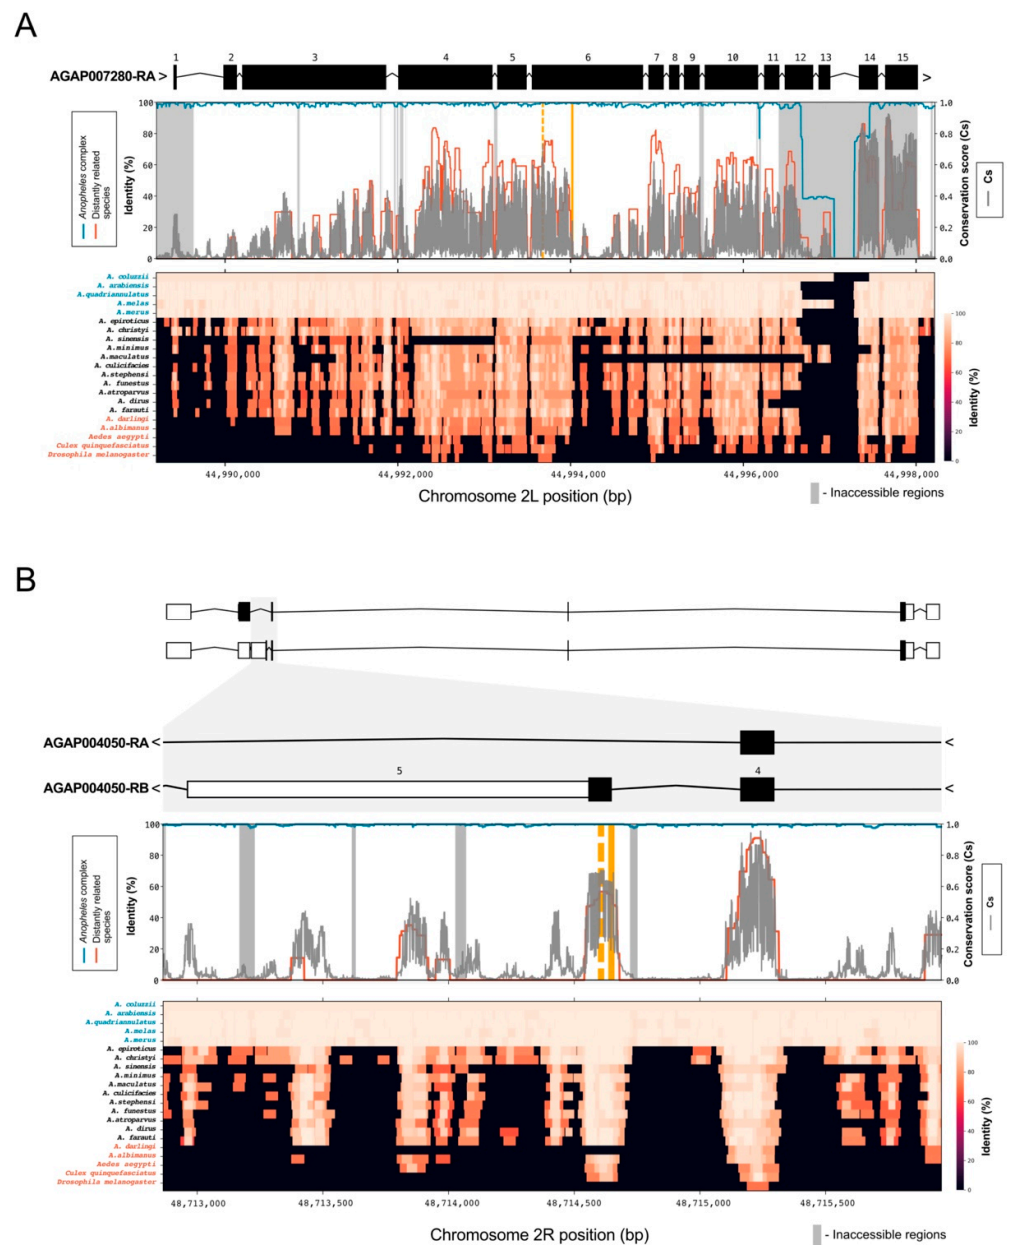 A
1 2 3 4 5 6 7 8 9 10 11 12 13 14 15
AGAP007280-RA > >
Anopheles complex
Distantly related
species
Identity (%)
100
80
60
40
20
0
1.0
0.8
0.6
0.4
0.2
0.0
Conservation score (Cs)
Cs
A. coluzzii
A. arabiensis
A.quadriannulatus
A.melas
A.merus
A. epiroticus
A. christyi
A. sinensis
A.minimus
A.maculatus
A. culicifacies
A.stephensi
A. funestus
A.atroparvus
A. dirus
A. farauti
A. darlingi
A.albimanus
Aedes aegypti
Culex quinquefasciatus
Drosophila melanogaster
100
80
60
40
20
0
Identity (%)
44,990,000 44,992,000 44,994,000 44,996,000 44,998,000
Chromosome 2L position (bp)
- Inaccessible regions
B
AGAP004050-RA < <
5 4
AGAP004050-RB < <
Anopheles complex
Distantly related
species
Identity (%)
100
80
60
40
20
0
1.0
0.8
0.6
0.4
0.2
0.0
Conservation score (Cs)
Cs
A. coluzzii
A. arabiensis
A.quadriannulatus
A.melas
A.merus
A. epiroticus
A. christyi
A. sinensis
A.minimus
A.maculatus
A. culicifacies
A.stephensi
A. funestus
A.atroparvus
A. dirus
A. farauti
A. darlingi
A.albimanus
Aedes aegypti
Culex quinquefasciatus
Drosophila melanogaster
100
80
60
40
20
0
Identity (%)
48,713,000 48,713,500 48,714,000 48,714,500 48,715,000 48,715,500
Chromosome 2R position (bp)
- Inaccessible regions